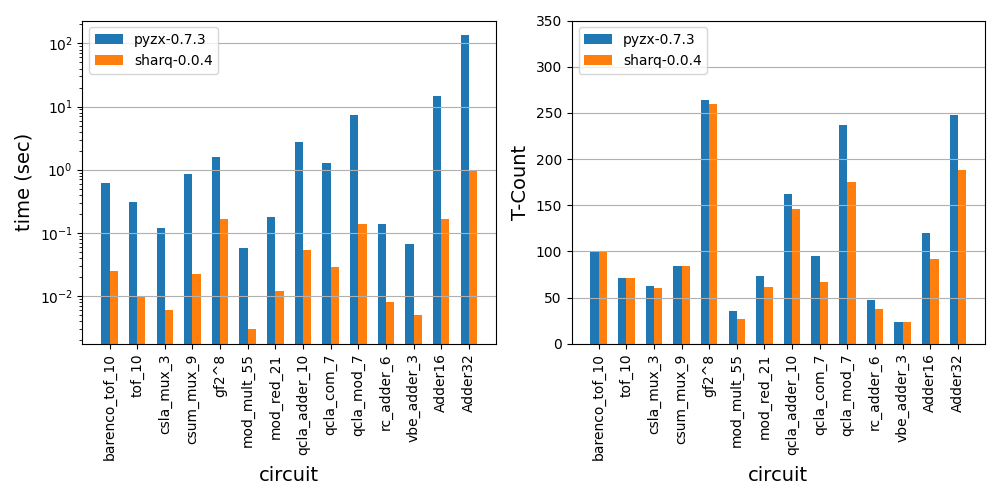 10²
10¹
10⁰
10⁻¹
10⁻²
time (sec)
pyzx-0.7.3
sharq-0.0.4
barenco_tof_10
tof_10
csla_mux_3
csum_mux_9
gf2^8
mod_mult_55
mod_red_21
qcla_adder_10
qcla_com_7
qcla_mod_7
rc_adder_6
vbe_adder_3
Adder16
Adder32
circuit
350
300
250
200
150
100
50
0
T-Count
pyzx-0.7.3
sharq-0.0.4
barenco_tof_10
tof_10
csla_mux_3
csum_mux_9
gf2^8
mod_mult_55
mod_red_21
qcla_adder_10
qcla_com_7
qcla_mod_7
rc_adder_6
vbe_adder_3
Adder16
Adder32
circuit